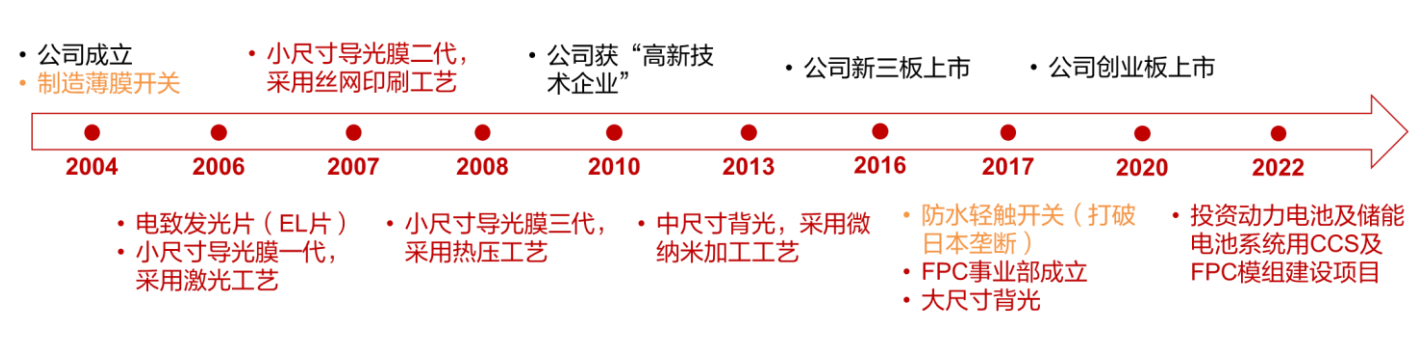 • 公司成立
• 制造薄膜开关
• 小尺寸导光膜二代，
采用丝网印刷工艺
• 公司获“高新技
术企业”
• 公司新三板上市
• 公司创业板上市
2004
2006
2007
2008
2010
2013
2016
2017
2020
2022
• 电致发光片（EL片）
• 小尺寸导光膜一代，
采用激光工艺
• 小尺寸导光膜三代，
采用热压工艺
• 中尺寸背光，采用微
纳米加工工艺
• 防水轻触开关（打破
日本垄断）
• FPC事业部成立
• 大尺寸背光
• 投资动力电池及储能
电池系统用CCS及
FPC模组建设项目